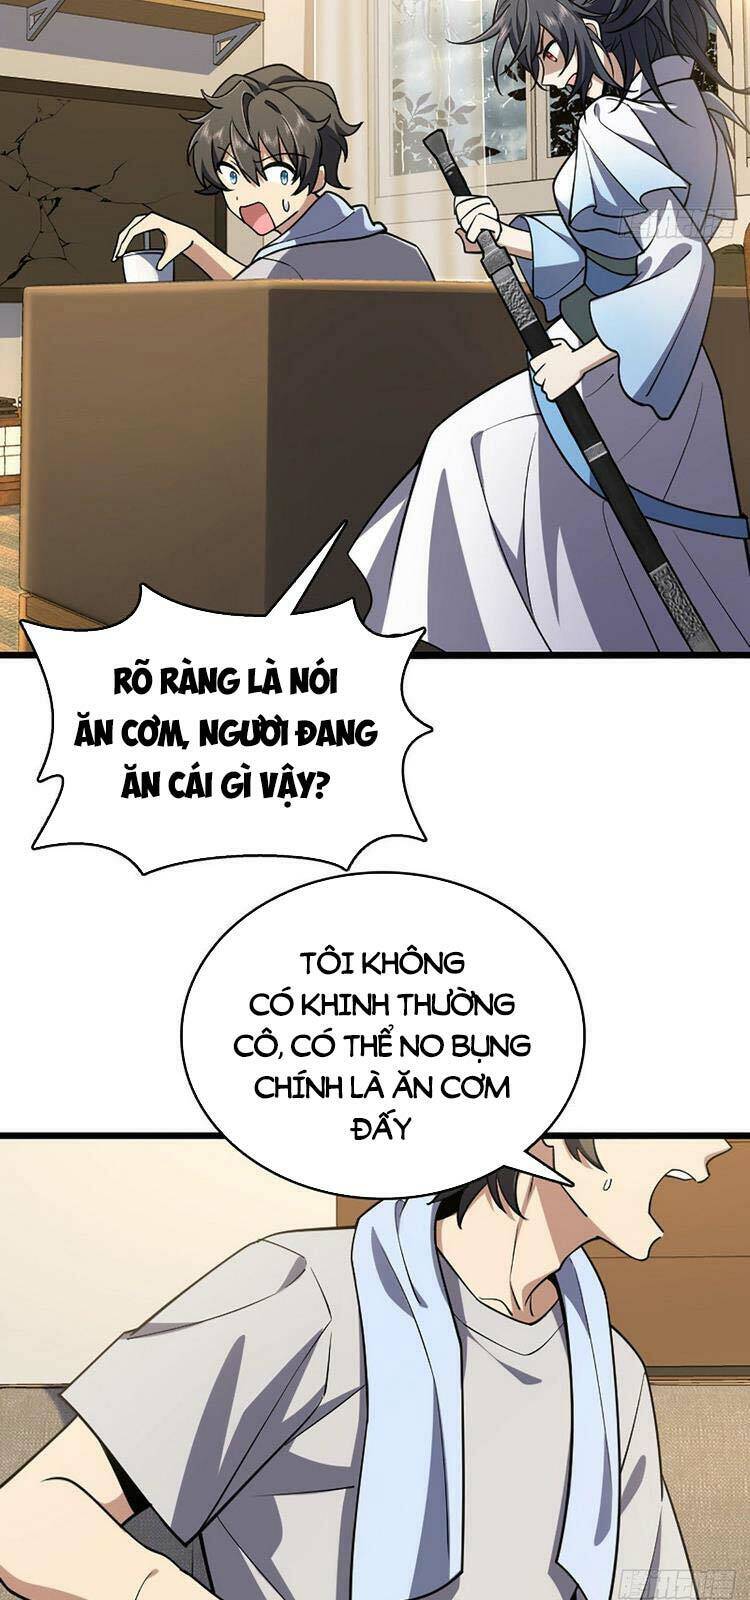 RÕ RÀNG LÀ NÓI
ĂN CƠM, NGƯƠI ĐANG
ĂN CÁI GÌ VẬY?
TÔI KHÔNG
CÓ KHINH THƯỜNG
CÔ, CÓ THỂ NO BỤNG
CHÍNH LÀ ĂN CƠM
ĐẤY